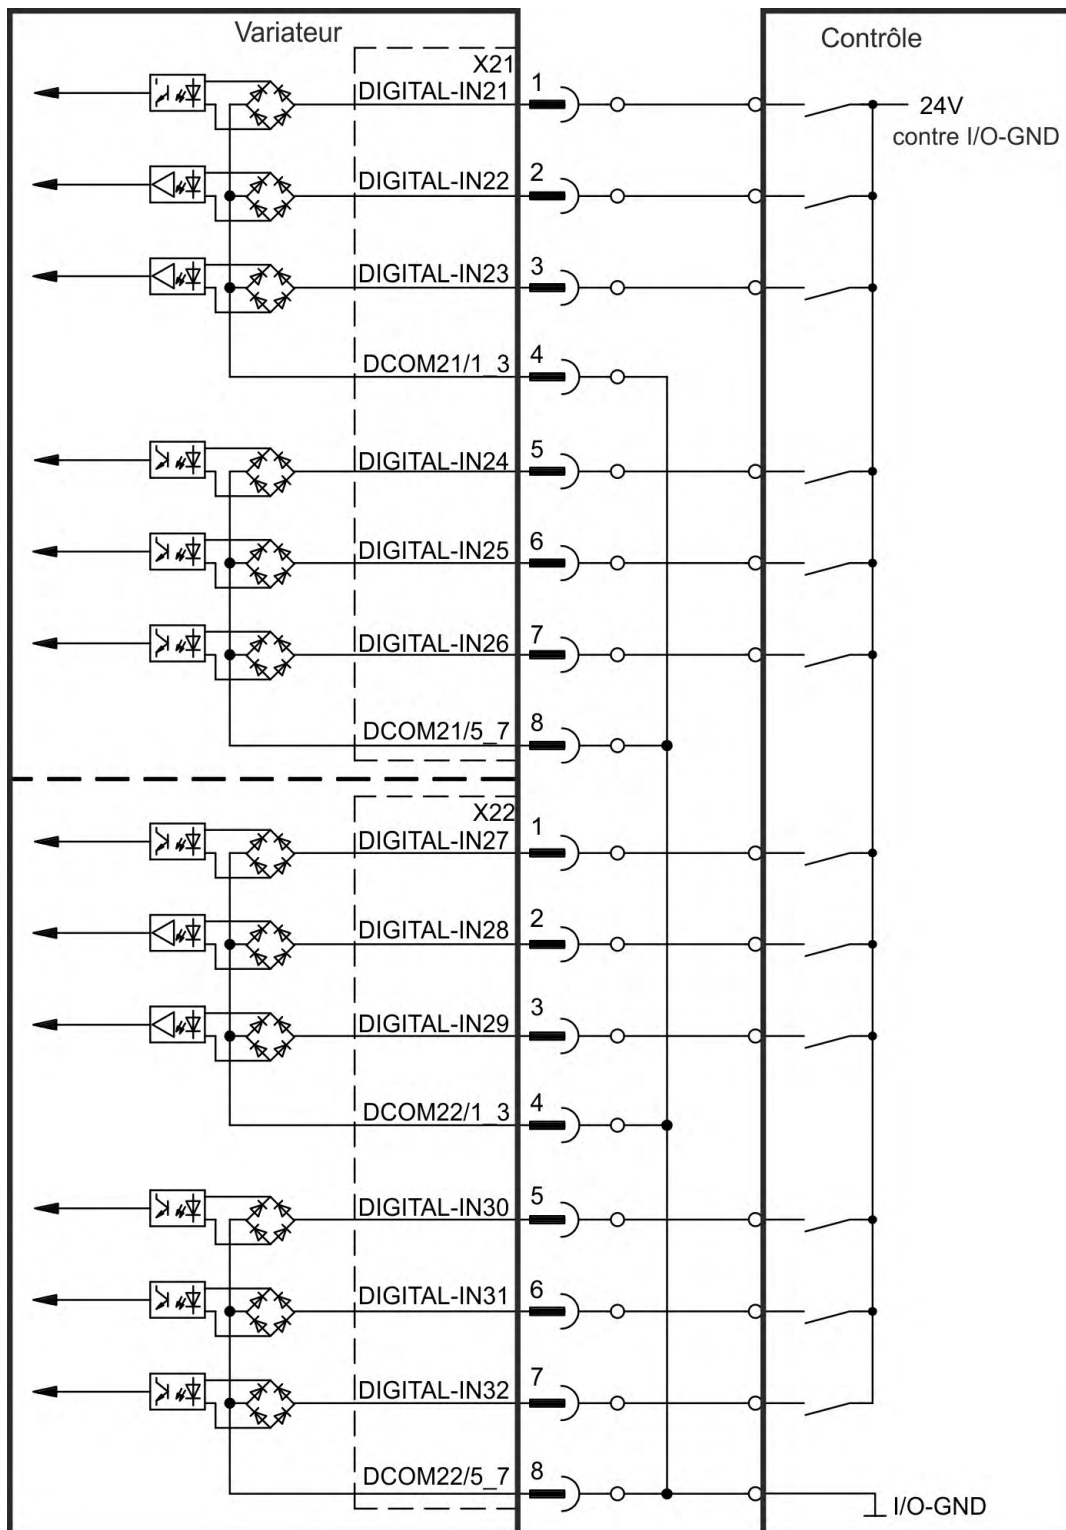 Variateur
Contrôle
X21
DIGITAL-IN21
1
24V
contre I/O-GND
DIGITAL-IN22
2
DIGITAL-IN23
3
DCOM21/1_3
4
DIGITAL-IN24
5
DIGITAL-IN25
6
DIGITAL-IN26
7
DCOM21/5_7
8
X22
DIGITAL-IN27
1
DIGITAL-IN28
2
DIGITAL-IN29
3
DCOM22/1_3
4
DIGITAL-IN30
5
DIGITAL-IN31
6
DIGITAL-IN32
7
DCOM22/5_7
8
I/O-GND